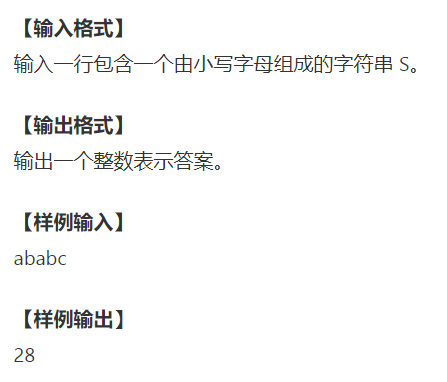 【输入格式】
输入一行包含一个由小写字母组成的字符串 S。
【输出格式】
输出一个整数表示答案。
【样例输入】
ababc
【样例输出】
28